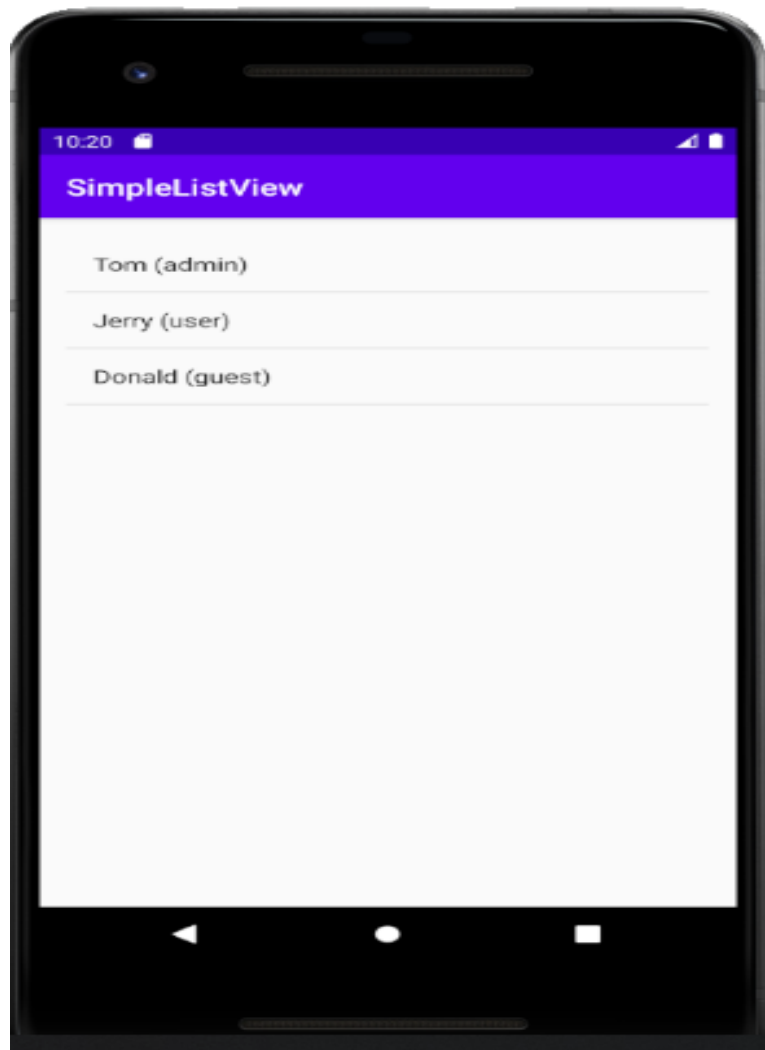 10:20
SimpleListView
Tom (admin)
Jerry (user)
Donald (guest)